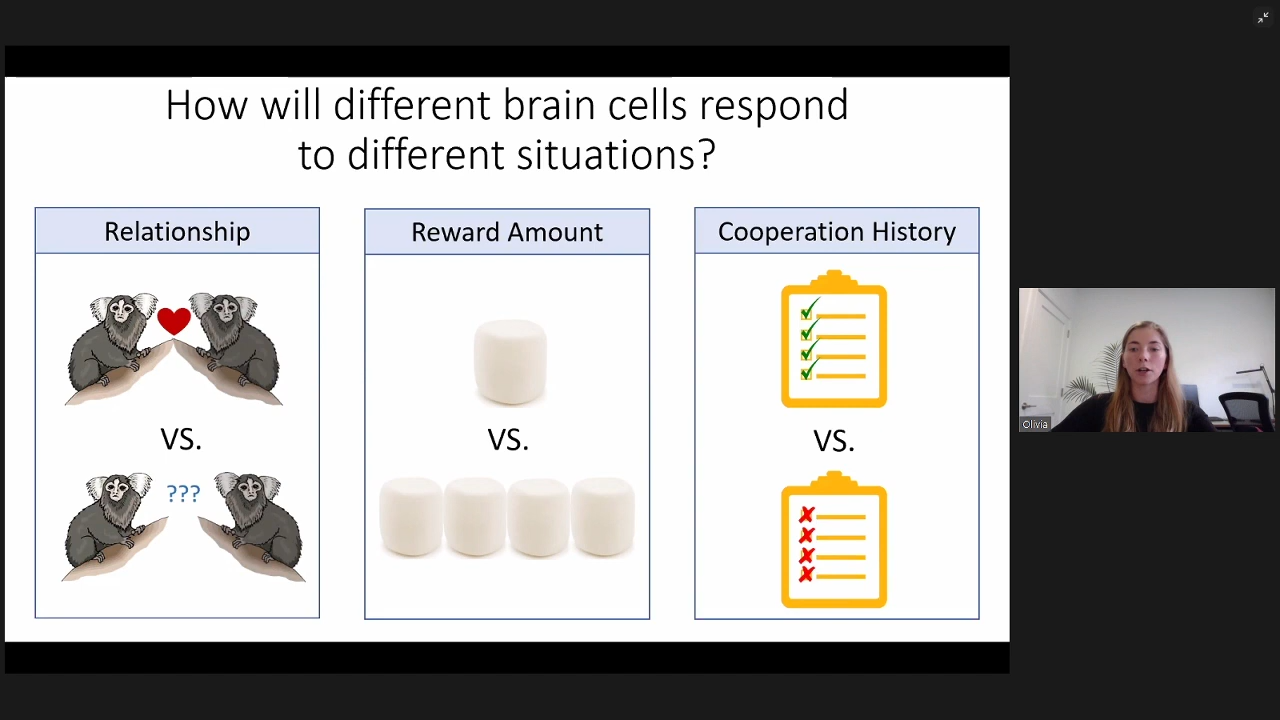 How will different brain cells respond
to different situations?
Relationship
VS.
???
Reward Amount
VS.
Cooperation History
VS.
Olivia